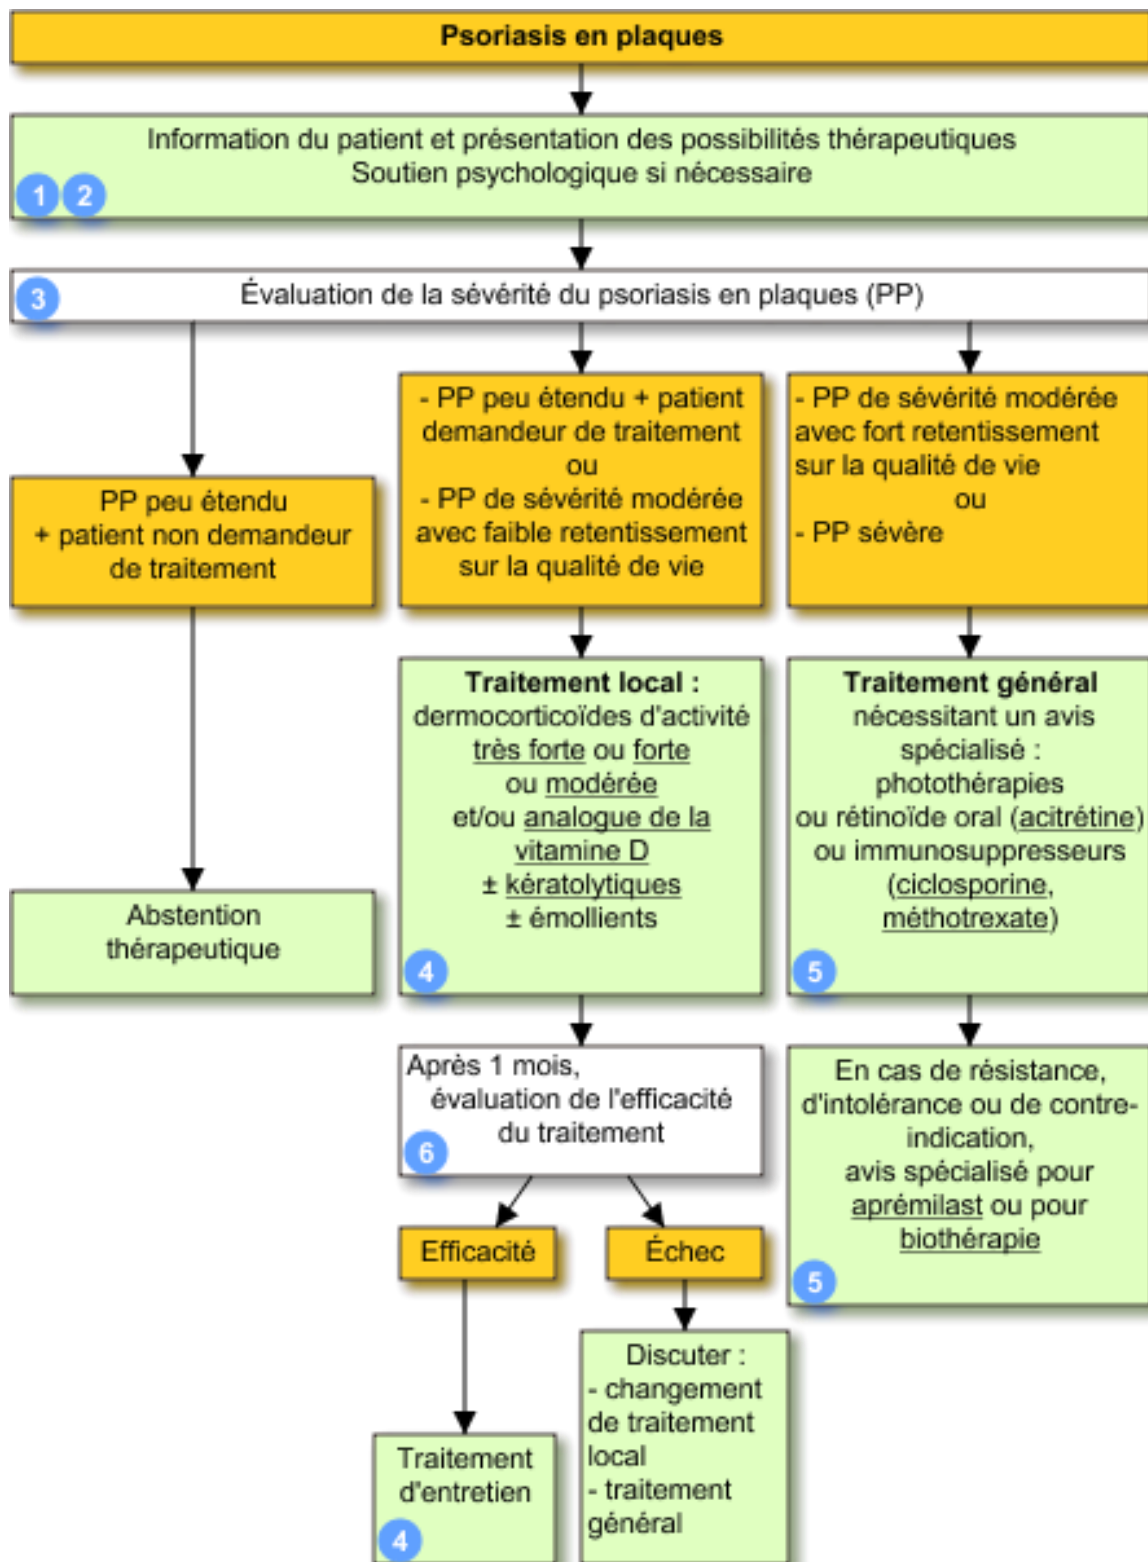 Psoriasis en plaques
Information du patient et présentation des possibilités thérapeutiques
Soutien psychologique si nécessaire
1 2
3
Évaluation de la sévérité du psoriasis en plaques (PP)
PP peu étendu
+ patient non demandeur
de traitement
Abstention
thérapeutique
- PP peu étendu + patient
demandeur de traitement
ou
- PP de sévérité modérée
avec faible retentissement
sur la qualité de vie
Traitement local :
dermocorticoïdes d'activité
très forte ou forte
ou modérée
et/ou analogue de la
vitamine D
± kératolytiques
± émollients
4
Après 1 mois,
évaluation de l'efficacité
du traitement
6
Efficacité
Traitement
d'entretien
4
Échec
Discuter :
- changement
de traitement
local
- traitement
général
- PP de sévérité modérée
avec fort retentissement
sur la qualité de vie
ou
- PP sévère
Traitement général
nécessitant un avis
spécialisé :
photothérapies
ou rétinoïde oral (acitrétine)
ou immunosuppresseurs
(ciclosporine,
méthotrexate)
5
En cas de résistance,
d'intolérance ou de contre-
indication,
avis spécialisé pour
aprémilast ou pour
biothérapie
5